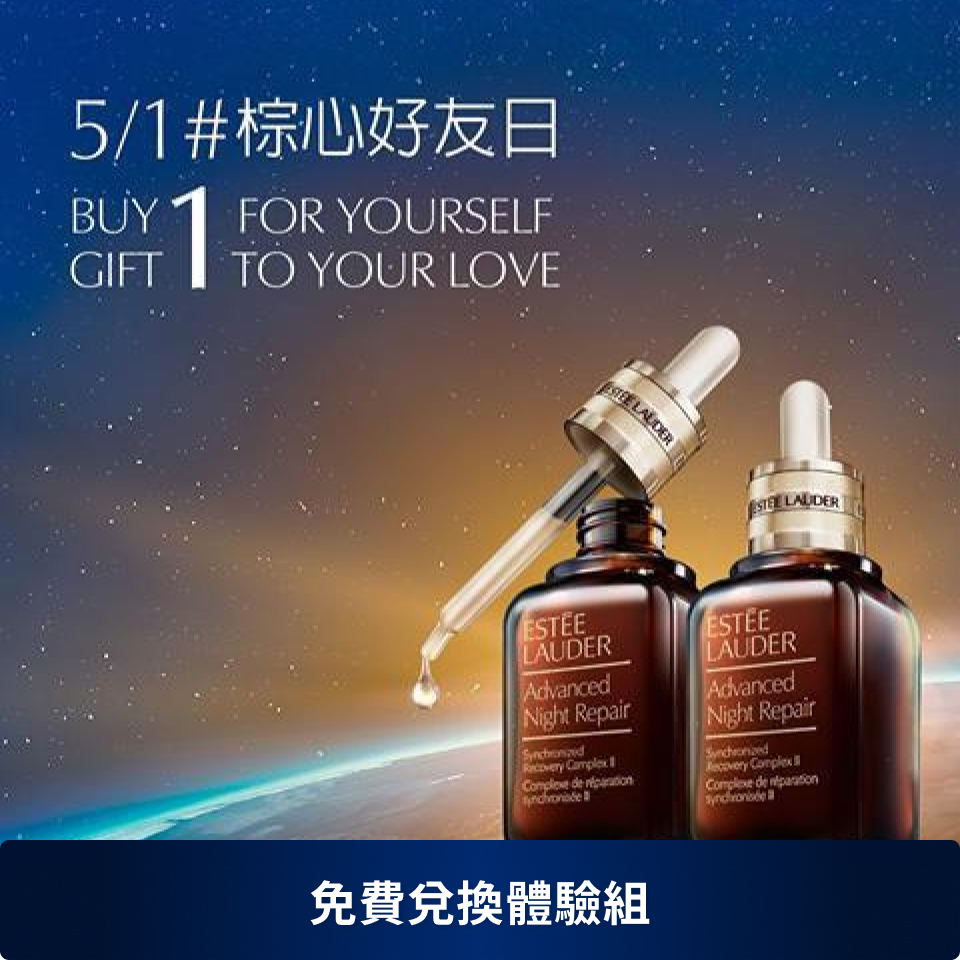 5/1#棕心好友日
BUY 1 FOR YOURSELF
GIFT 1 TO YOUR LOVE
ESTĒE LAUDER
ESTĒE LAUDER
ESTĒE
LAUDER
Advanced
Night Repair
Synchronized
Recovery Complex II
Complexe de réparation
synchronisée II
ESTĒE
LAUDER
Advanced
Night Repair
Synchronized
Recovery Complex II
Complexe de réparation
synchronisée II
免費兌換體驗組